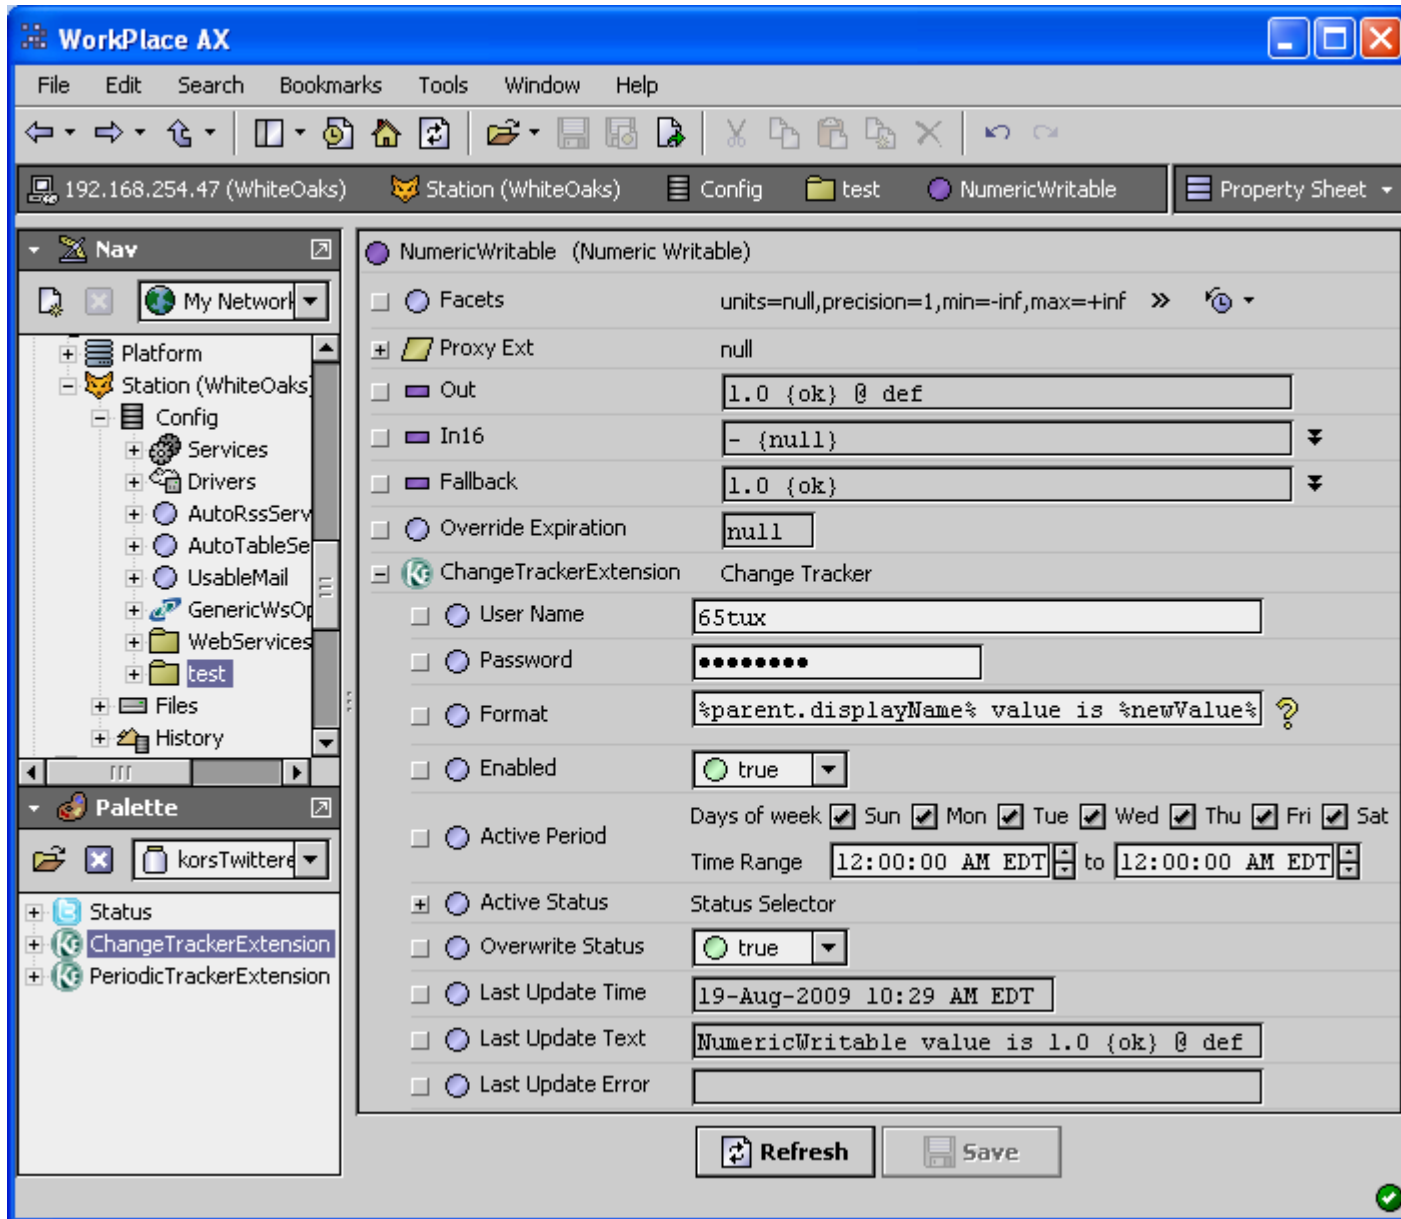 WorkPlace AX
File Edit Search Bookmarks Tools Window Help
192.168.254.47 (WhiteOaks) Station (WhiteOaks) Config test NumericWritable Property Sheet
Nav
My Network
Platform
Station (WhiteOaks)
Config
Services
Drivers
AutoRssServ
AutoTableSe
UsableMail
GenericWsOp
WebServices
test
Files
History
Palette
korsTwittere
Status
ChangeTrackerExtension
PeriodicTrackerExtension
NumericWritable (Numeric Writable)
Facets units=null,precision=1,min=-inf,max=+inf
Proxy Ext null
Out 1.0 {ok} @ def
In16 - {null}
Fallback 1.0 {ok}
Override Expiration null
ChangeTrackerExtension Change Tracker
User Name 65tux
Password
Format %parent.displayName% value is %newValue%
Enabled true
Active Period Days of week Sun Mon Tue Wed Thu Fri Sat
Time Range 12:00:00 AM EDT to 12:00:00 AM EDT
Active Status Status Selector
Overwrite Status true
Last Update Time 19-Aug-2009 10:29 AM EDT
Last Update Text NumericWritable value is 1.0 {ok} @ def
Last Update Error
Refresh Save